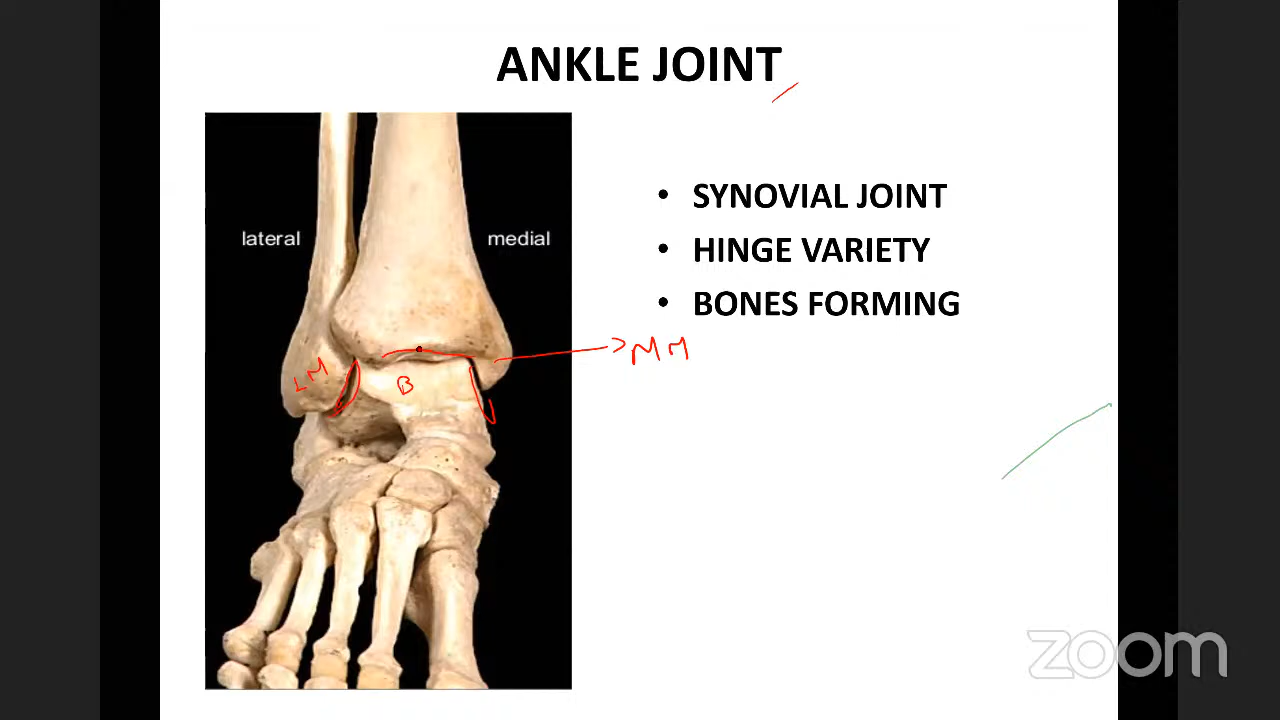 ANKLE JOINT
• SYNOVIAL JOINT
lateral
medial
• HINGE VARIETY
• BONES FORMING
MM
LM
B
zoom